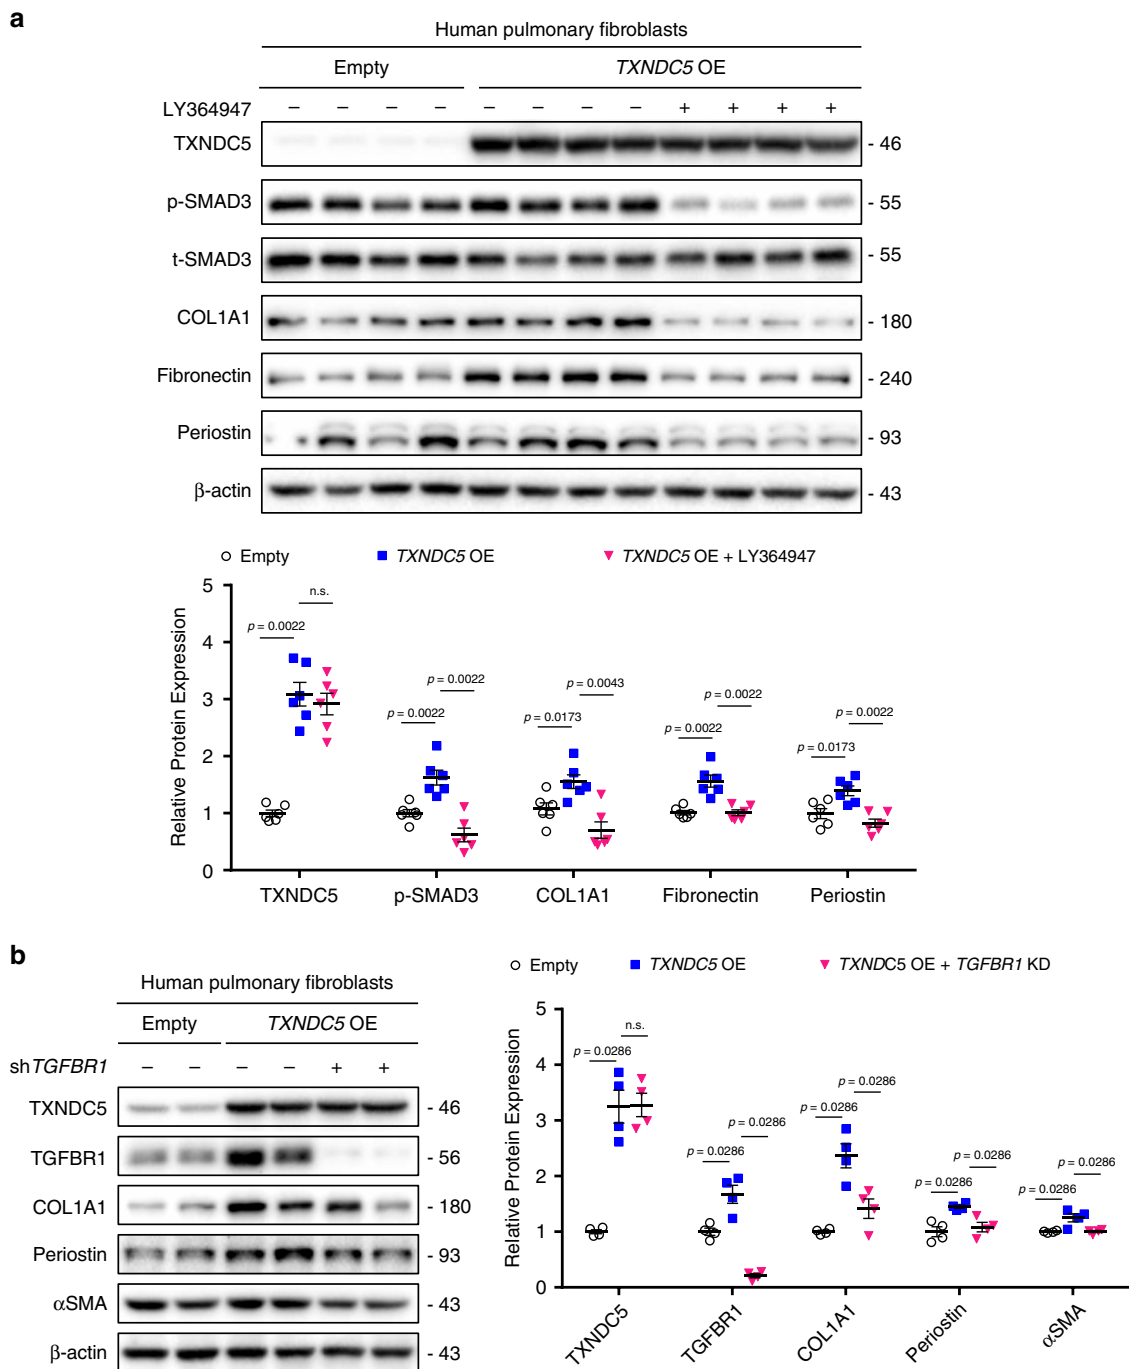 a
Human pulmonary fibroblasts
Empty TXNDC5 OE
LY364947 – – – – – – – – + + + +
TXNDC5 - 46
p-SMAD3 - 55
t-SMAD3 - 55
COL1A1 - 180
Fibronectin - 240
Periostin - 93
β-actin - 43
Empty TXNDC5 OE TXNDC5 OE + LY364947
Relative Protein Expression
5
4
3
2
1
0
p = 0.0022 n.s.
p = 0.0022 p = 0.0022
p = 0.0173 p = 0.0043
p = 0.0022 p = 0.0022
p = 0.0173 p = 0.0022
TXNDC5 p-SMAD3 COL1A1 Fibronectin Periostin
b
Human pulmonary fibroblasts
Empty TXNDC5 OE
shTGFBR1 – – – – + +
TXNDC5 - 46
TGFBR1 - 56
COL1A1 - 180
Periostin - 93
αSMA - 43
β-actin - 43
Empty TXNDC5 OE TXNDC5 OE + TGFBR1 KD
Relative Protein Expression
5
4
3
2
1
0
p = 0.0286 n.s.
p = 0.0286 p = 0.0286
p = 0.0286 p = 0.0286
p = 0.0286 p = 0.0286
p = 0.0286 p = 0.0286
TXNDC5 TGFBR1 COL1A1 Periostin αSMA